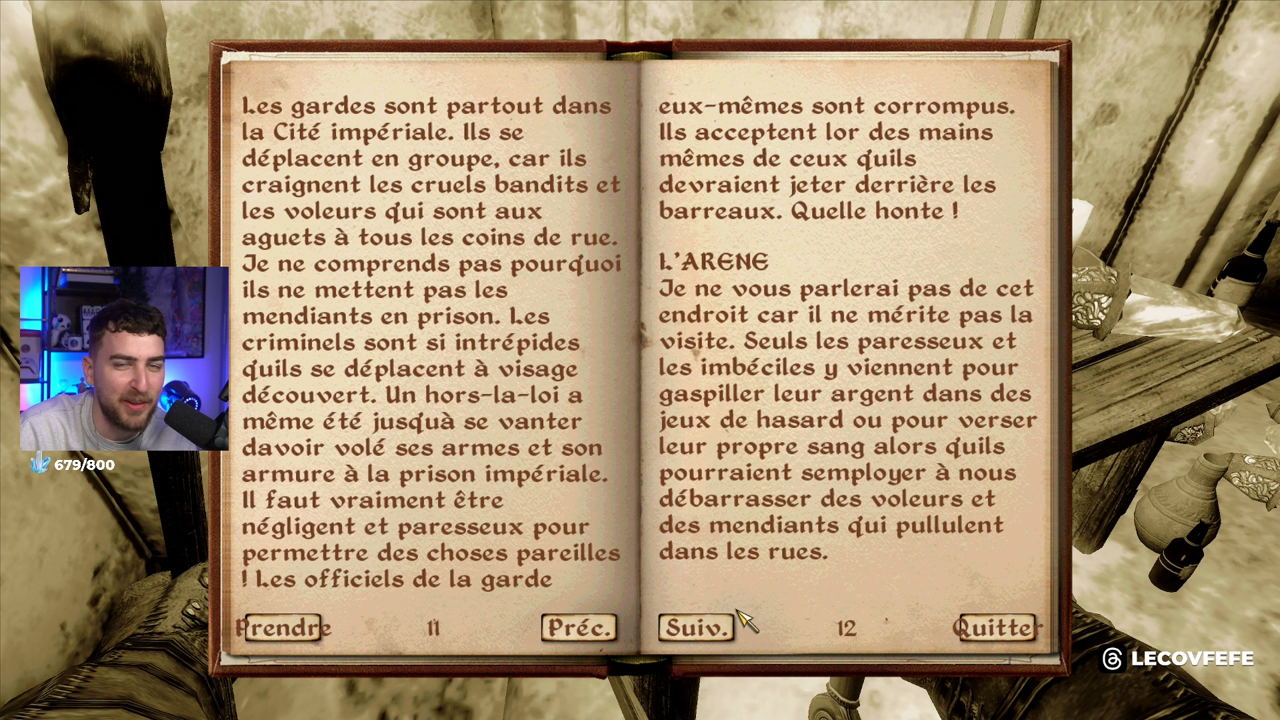 Les gardes sont partout dans
la Cité impériale. Ils se
déplacent en groupe, car ils
craignent les cruels bandits et
les voleurs qui sont aux
aguets à tous les coins de rue.
Je ne comprends pas pourquoi
ils ne mettent pas les
mendiants en prison. Les
criminels sont si intrépides
quils se déplacent à visage
découvert. Un hors-la-loi a
même été jusquà se vanter
davoir volé ses armes et son
armure à la prison impériale.
Il faut vraiment être
négligent et paresseux pour
permettre des choses pareilles
! Les officiels de la garde
Prendre
11
Préc.
eux-mêmes sont corrompus.
Ils acceptent lor des mains
mêmes de ceux quils
devraient jeter derrière les
barreaux. Quelle honte !
L'ARENE
Je ne vous parlerai pas de cet
endroit car il ne mérite pas la
visite. Seuls les paresseux et
les imbéciles y viennent pour
gaspiller leur argent dans des
jeux de hasard ou pour verser
leur propre sang alors quils
pourraient semployer à nous
débarrasser des voleurs et
des mendiants qui pullulent
dans les rues.
Suiv.
12
Quitter
679/800
LECOVFEFE